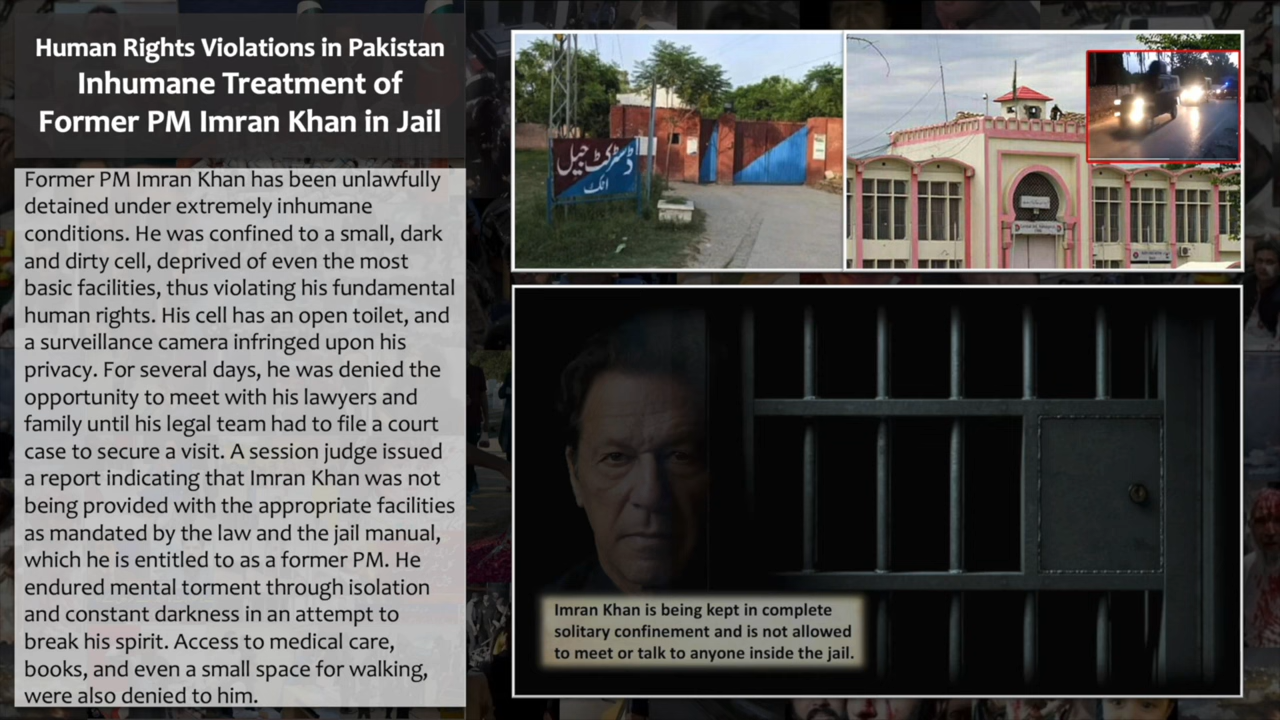 Human Rights Violations in Pakistan
Inhumane Treatment of
Former PM Imran Khan in Jail
Former PM Imran Khan has been unlawfully
detained under extremely inhumane
conditions. He was confined to a small, dark
and dirty cell, deprived of even the most
basic facilities, thus violating his fundamental
human rights. His cell has an open toilet, and
a surveillance camera infringed upon his
privacy. For several days, he was denied the
opportunity to meet with his lawyers and
family until his legal team had to file a court
case to secure a visit. A session judge issued
a report indicating that Imran Khan was not
being provided with the appropriate facilities
as mandated by the law and the jail manual,
which he is entitled to as a former PM. He
endured mental torment through isolation
and constant darkness in an attempt to
break his spirit. Access to medical care,
books, and even a small space for walking,
were also denied to him.
ڈسٹرکٹ جیل
اٹک
Imran Khan is being kept in complete
solitary confinement and is not allowed
to meet or talk to anyone inside the jail.